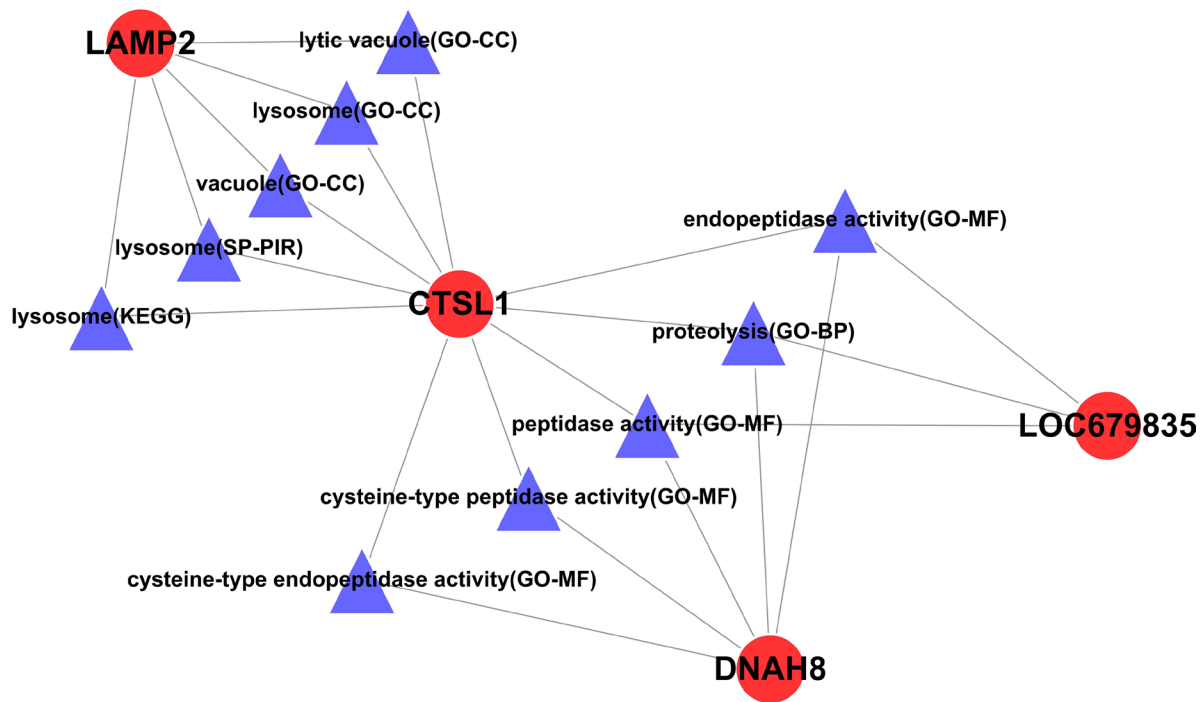 LAMP2
lytic vacuole(GO-CC)
lysosome(GO-CC)
vacuole(GO-CC)
endopeptidase activity(GO-MF)
lysosome(SP-PIR)
CTSL1
lysosome(KEGG)
proteolysis(GO-BP)
peptidase activity(GO-MF)
LOC679835
cysteine-type peptidase activity(GO-MF)
cysteine-type endopeptidase activity(GO-MF)
DNAH8